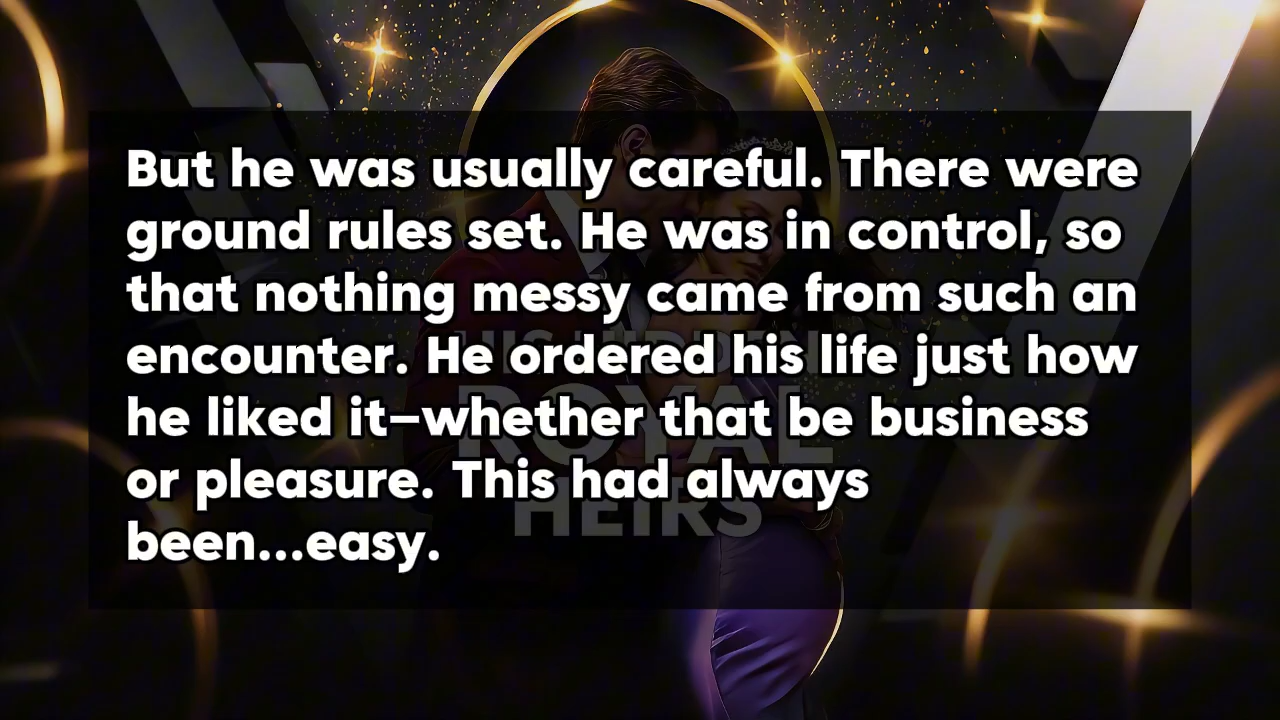 But he was usually careful. There were
ground rules set. He was in control, so
that nothing messy came from such an
encounter. He ordered his life just how
he liked it—whether that be business
or pleasure. This had always
been...easy.
ROYAL
HEIRS